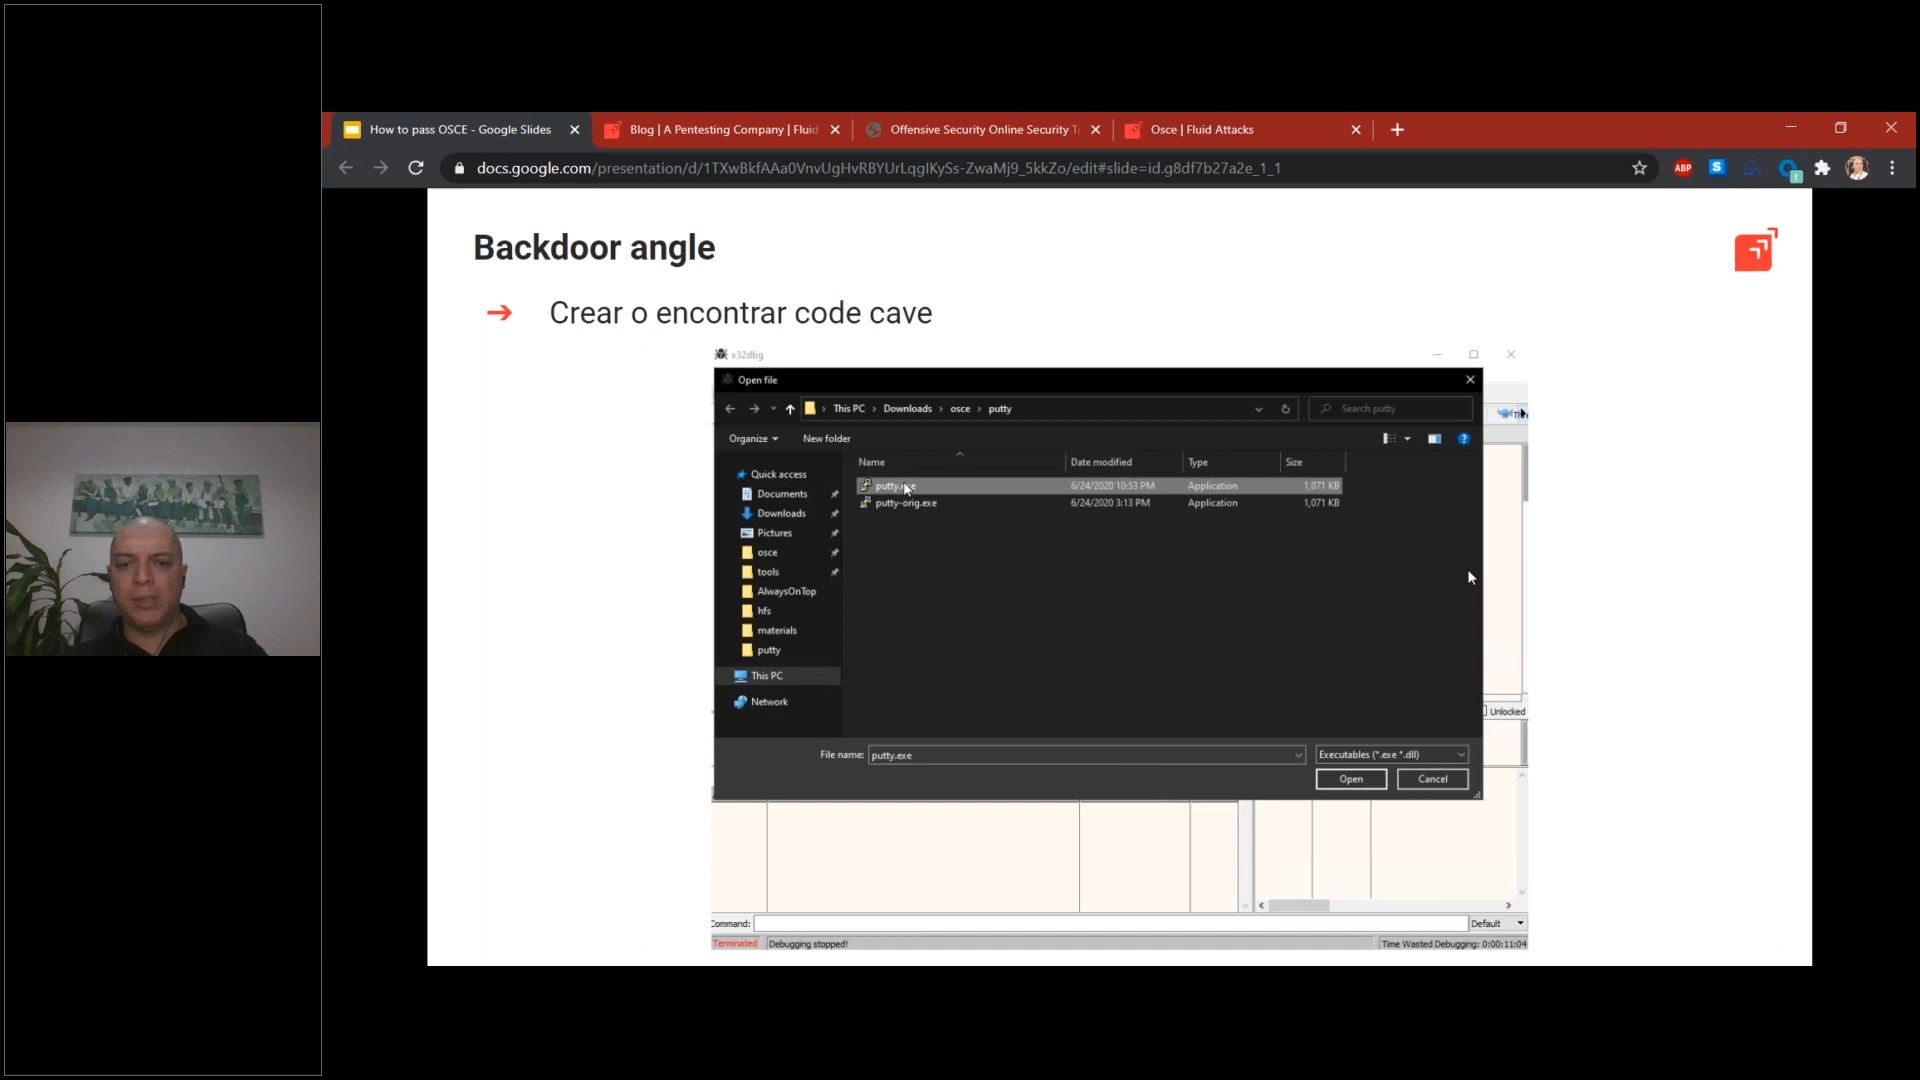 How to pass OSCE - Google Slides
Blog | A Pentesting Company | Fluid
Offensive Security Online Security T
Osce | Fluid Attacks
docs.google.com/presentation/d/1TXwBkfAAa0VnvUgHvRBYUrLqglKySs-ZwaMj9_5kkZo/edit#slide=id.g8df7b27a2e_1_1
ABP
S
Backdoor angle
➔ Crear o encontrar code cave
x32dbg
Open file
This PC > Downloads > osce > putty
Search putty
Organize
New folder
Name
Date modified
Type
Size
putty.exe 6/24/2020 10:53 PM Application 1,071 KB
putty-orig.exe 6/24/2020 3:13 PM Application 1,071 KB
Quick access
Documents
Downloads
Pictures
osce
tools
AlwaysOnTop
hfs
materials
putty
This PC
Network
Unlocked
File name: putty.exe
Executables (*.exe *.dll)
Open
Cancel
Command:
Default
Terminated
Debugging stopped!
Time Wasted Debugging: 0:00:11:04